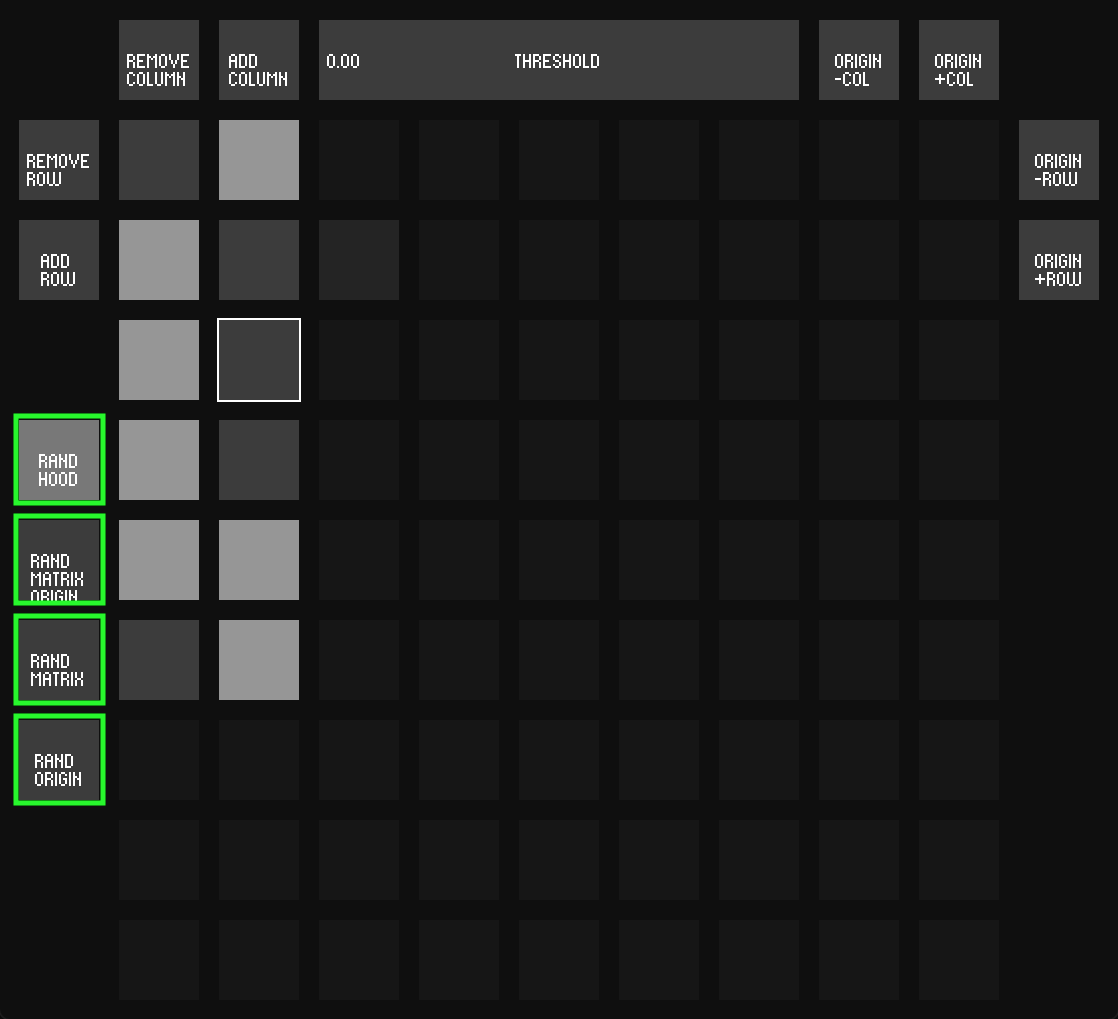 REMOVE
COLUMN
ADD
COLUMN
0.00
THRESHOLD
ORIGIN
-COL
ORIGIN
+COL
REMOVE
ROW
ORIGIN
-ROW
ADD
ROW
ORIGIN
+ROW
RAND
HOOD
RAND
MATRIX
ORIGIN
RAND
MATRIX
RAND
ORIGIN